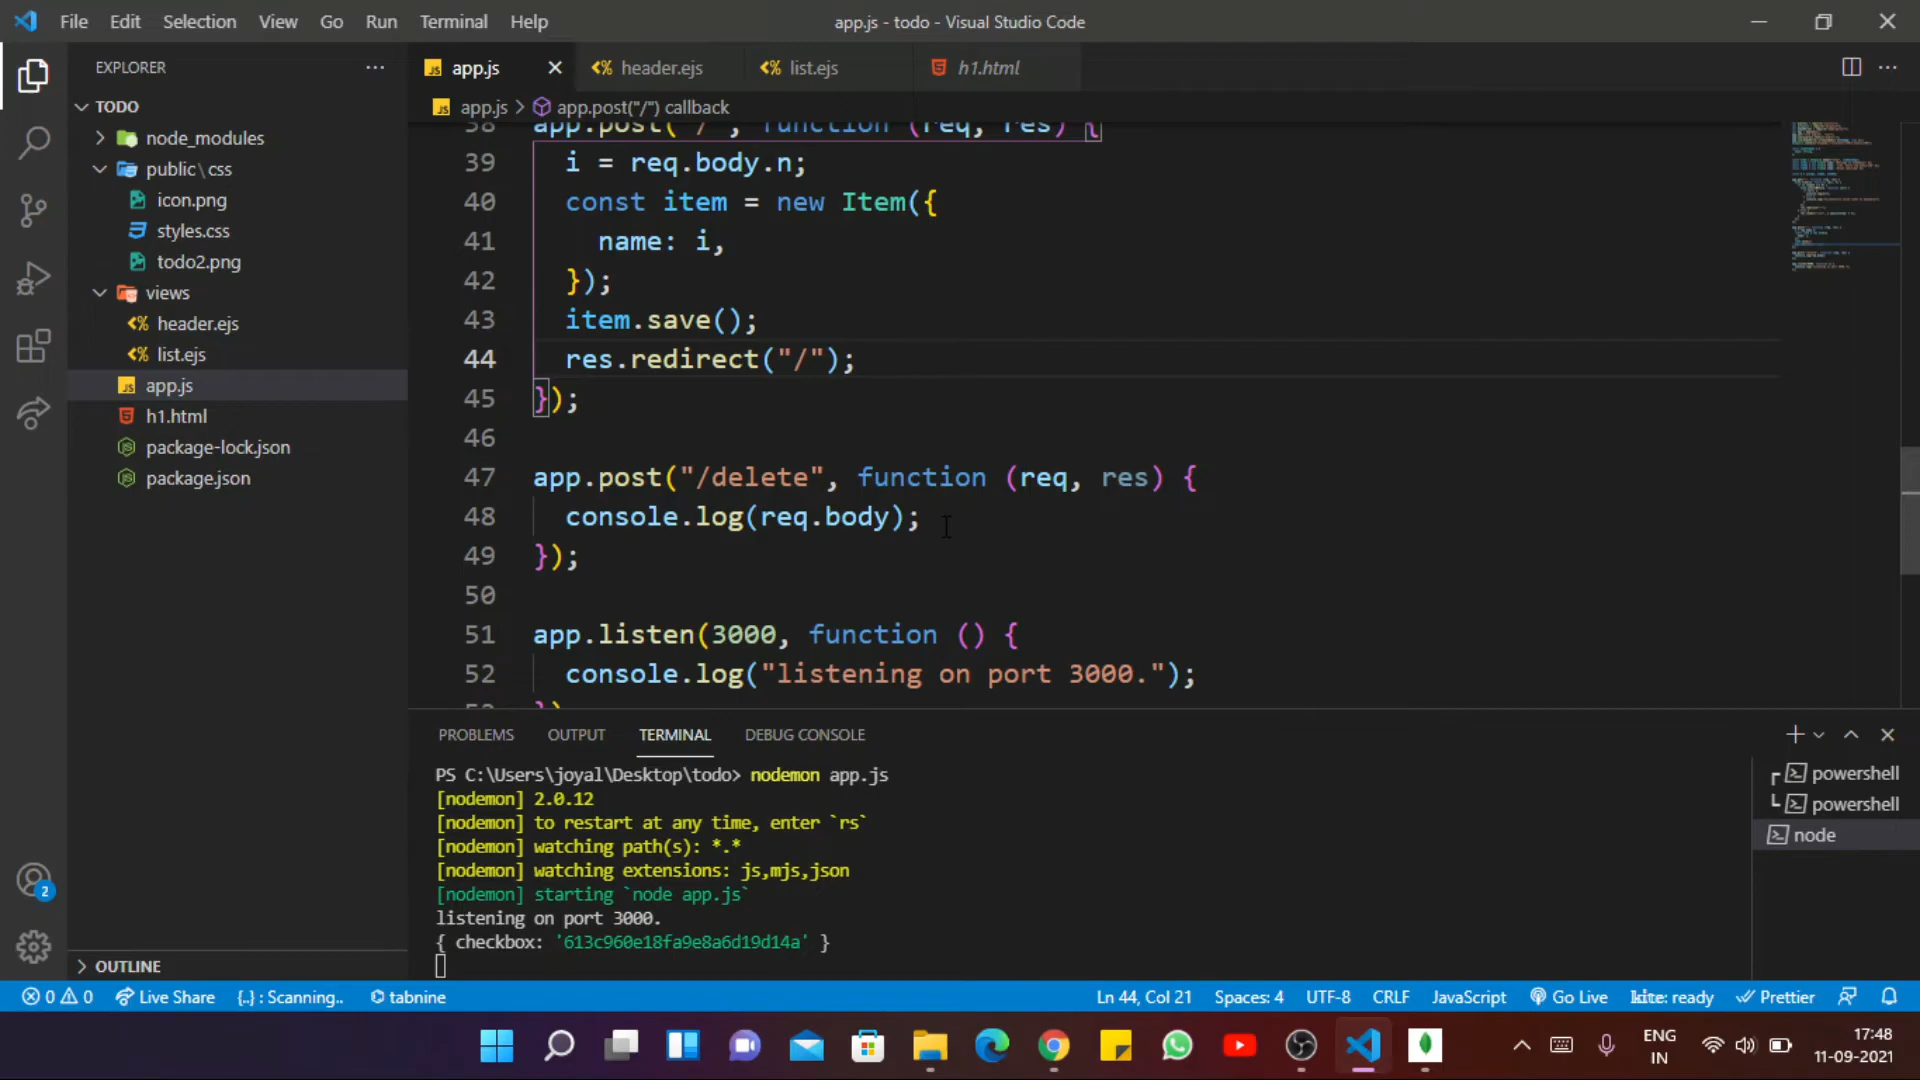 File Edit Selection View Go Run Terminal Help
app.js - todo - Visual Studio Code
EXPLORER
TODO
node_modules
public\css
icon.png
styles.css
todo2.png
views
header.ejs
list.ejs
app.js
h1.html
package-lock.json
package.json
OUTLINE
app.js header.ejs list.ejs h1.html
app.js > app.post("/") callback
38 app.post("/", function (req, res) {
39 i = req.body.n;
40 const item = new Item({
41 name: i,
42 });
43 item.save();
44 res.redirect("/");
45 });
46
47 app.post("/delete", function (req, res) {
48 console.log(req.body);
49 });
50
51 app.listen(3000, function () {
52 console.log("listening on port 3000.");
PROBLEMS OUTPUT TERMINAL DEBUG CONSOLE
PS C:\Users\joyal\Desktop\todo> nodemon app.js
[nodemon] 2.0.12
[nodemon] to restart at any time, enter `rs`
[nodemon] watching path(s): *.*
[nodemon] watching extensions: js,mjs,json
[nodemon] starting `node app.js`
listening on port 3000.
{ checkbox: '613c960e18fa9e8a6d19d14a' }
powershell
powershell
node
2
0 0 Live Share {..} : Scanning.. tabnine
Ln 44, Col 21 Spaces: 4 UTF-8 CRLF JavaScript Go Live kite: ready Prettier
ENG
IN
17:48
11-09-2021